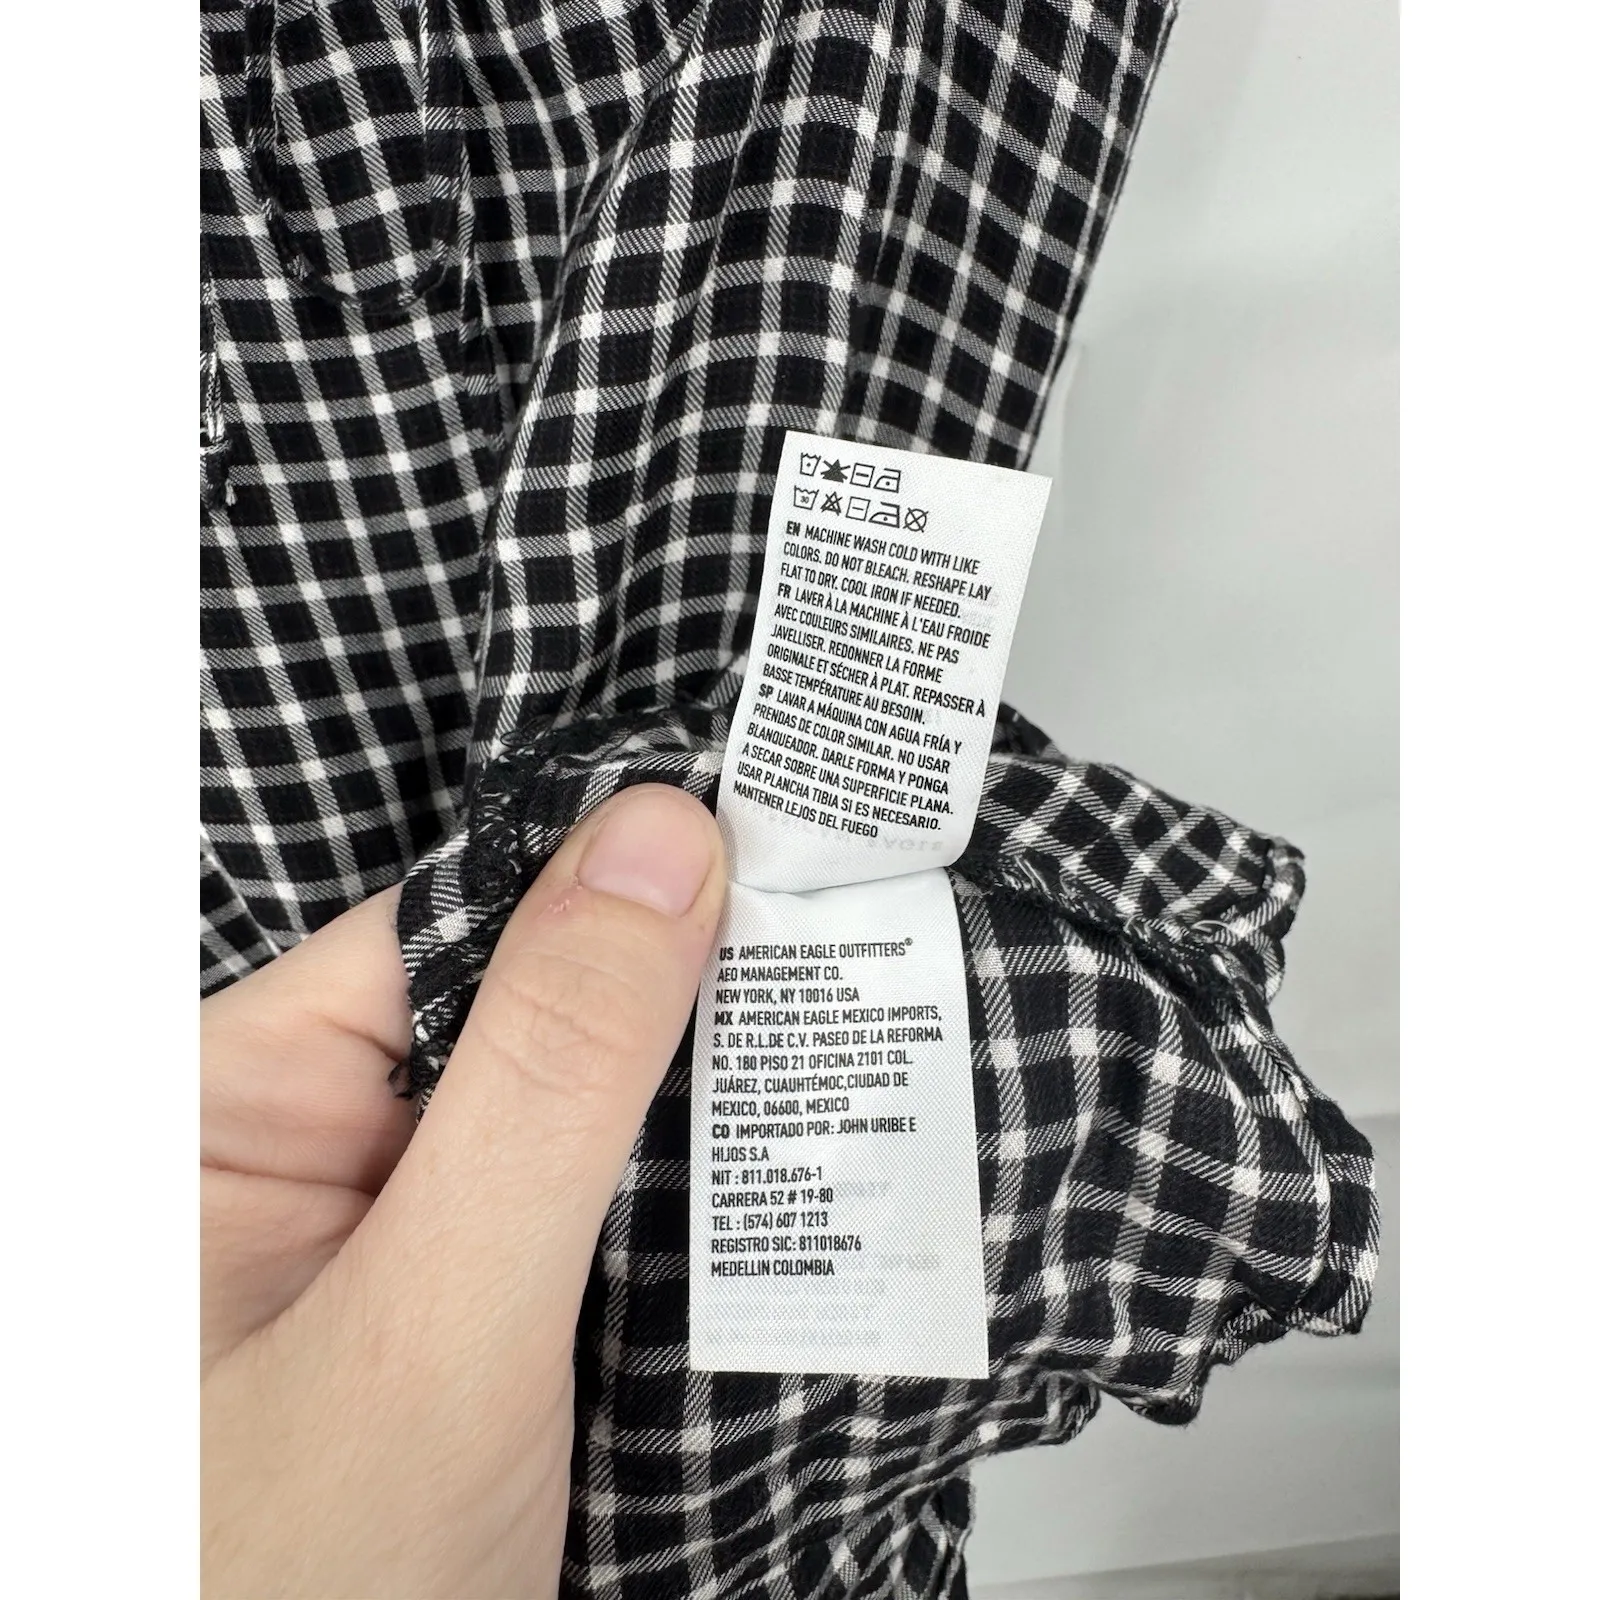 30
EN MACHINE WASH COLD WITH LIKE
COLORS. DO NOT BLEACH. RESHAPE LAY
FLAT TO DRY. COOL IRON IF NEEDED.
FR LAVER À LA MACHINE À L'EAU FROIDE
AVEC COULEURS SIMILAIRES. NE PAS
JAVELLISER. REDONNER LA FORME
ORIGINALE ET SÉCHER À PLAT. REPASSER À
BASSE TEMPÉRATURE AU BESOIN.
SP LAVAR A MÁQUINA CON AGUA FRÍA Y
PRENDAS DE COLOR SIMILAR. NO USAR
BLANQUEADOR. DARLE FORMA Y PONGA
A SECAR SOBRE UNA SUPERFICIE PLANA.
USAR PLANCHA TIBIA SI ES NECESARIO.
MANTENER LEJOS DEL FUEGO
US AMERICAN EAGLE OUTFITTERS®
AEO MANAGEMENT CO.
NEW YORK, NY 10016 USA
MX AMERICAN EAGLE MEXICO IMPORTS,
S. DE R.L.DE C.V. PASEO DE LA REFORMA
NO. 180 PISO 21 OFICINA 2101 COL.
JUÁREZ, CUAUHTÉMOC,CIUDAD DE
MEXICO, 06600, MEXICO
CO IMPORTADO POR: JOHN URIBE E
HIJOS S.A
NIT : 811.018.676-1
CARRERA 52 # 19-80
TEL : (574) 607 1213
REGISTRO SIC: 811018676
MEDELLIN COLOMBIA